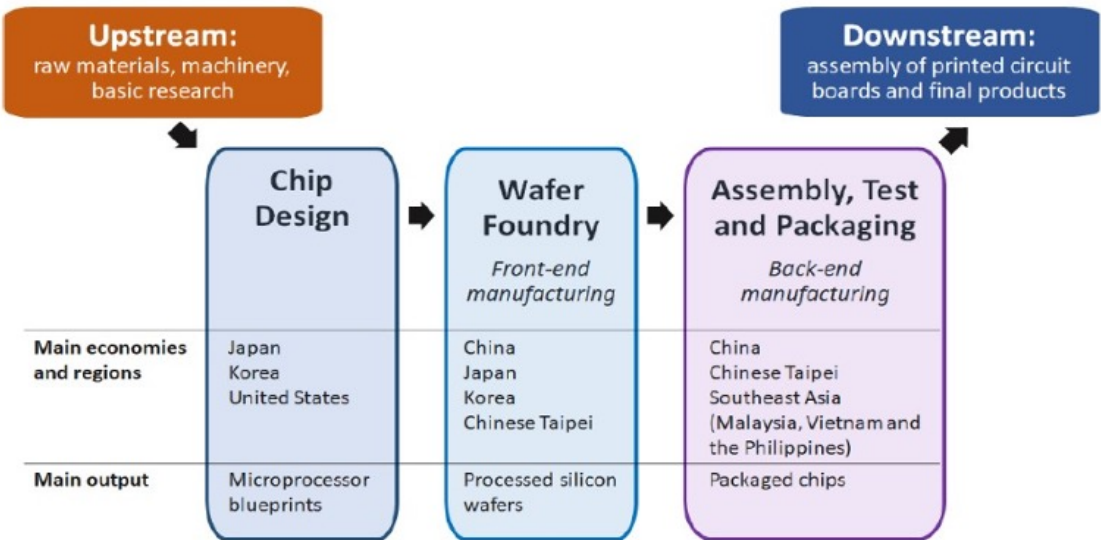 Upstream:
raw materials, machinery,
basic research
Downstream:
assembly of printed circuit
boards and final products
Chip
Design
Wafer
Foundry
Front-end
manufacturing
Assembly, Test
and Packaging
Back-end
manufacturing
Main economies
and regions
Japan
Korea
United States
China
Japan
Korea
Chinese Taipei
China
Chinese Taipei
Southeast Asia
(Malaysia, Vietnam and
the Philippines)
Main output
Microprocessor
blueprints
Processed silicon
wafers
Packaged chips